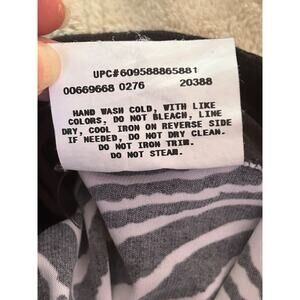 UPC#609588865881
00669668 0276 20388
HAND WASH COLD, WITH LIKE
COLORS, DO NOT BLEACH, LINE
DRY, COOL IRON ON REVERSE SIDE
IF NEEDED, DO NOT DRY CLEAN.
DO NOT IRON TRIM.
DO NOT STEAM.